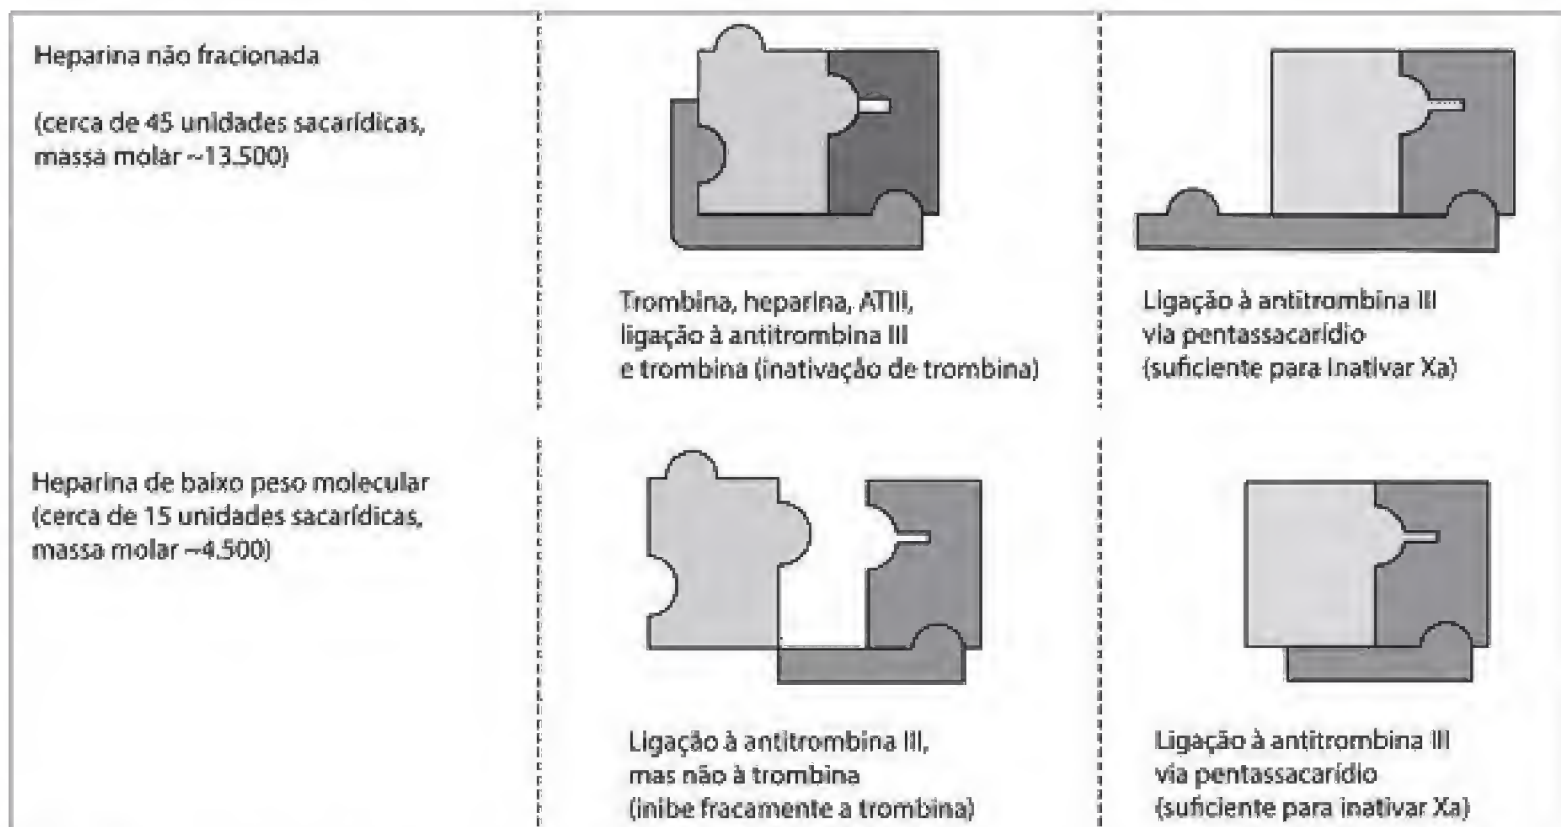 Heparina não fracionada
(cerca de 45 unidades sacarídicas,
massa molar ~13.500)
Trombina, heparina, ATIII,
ligação à antitrombina III
e trombina (inativação de trombina)
Ligação à antitrombina III
via pentassacarídio
(suficiente para inativar Xa)
Heparina de baixo peso molecular
(cerca de 15 unidades sacarídicas,
massa molar ~4.500)
Ligação à antitrombina III,
mas não à trombina
(inibe fracamente a trombina)
Ligação à antitrombina III
via pentassacarídio
(suficiente para inativar Xa)